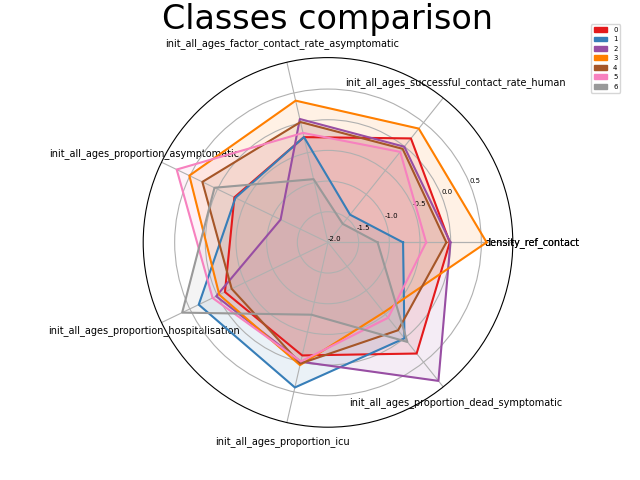 Classes comparison
0
1
2
3
4
5
6
init_all_ages_factor_contact_rate_asymptomatic
init_all_ages_successful_contact_rate_human
init_all_ages_proportion_asymptomatic
0.5
0.0
-0.5
-1.0
-1.5
-2.0
density_ref_contact
init_all_ages_proportion_hospitalisation
init_all_ages_proportion_dead_symptomatic
init_all_ages_proportion_icu